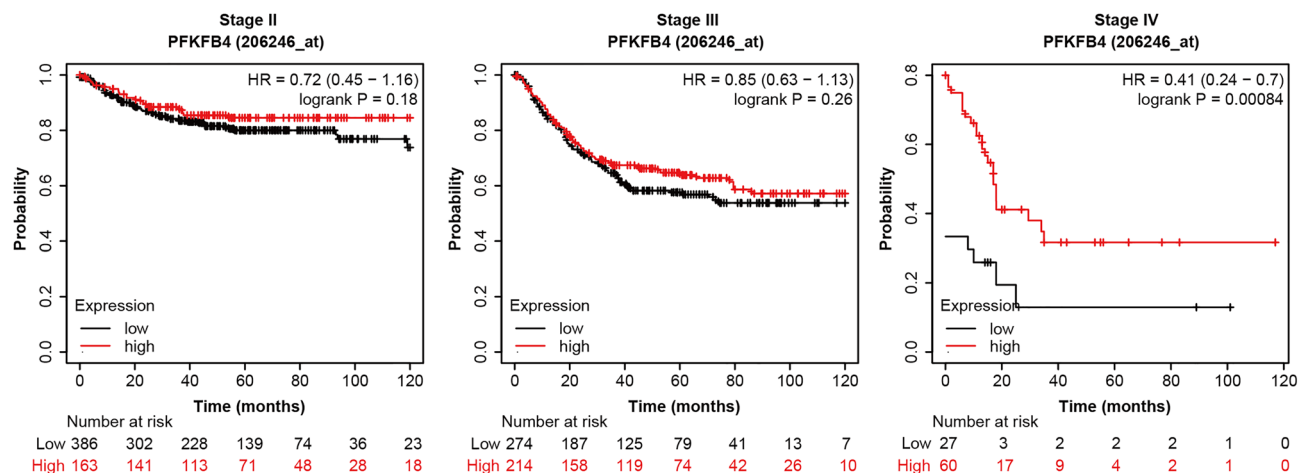 Stage II
PFKFB4 (206246_at)
HR = 0.72 (0.45 − 1.16)
logrank P = 0.18
Probability
1.0
0.8
0.6
0.4
0.2
0.0
Expression
low
high
0 20 40 60 80 100 120
Time (months)
Number at risk
Low 386 302 228 139 74 36 23
High 163 141 113 71 48 28 18
Stage III
PFKFB4 (206246_at)
HR = 0.85 (0.63 − 1.13)
logrank P = 0.26
Probability
1.0
0.8
0.6
0.4
0.2
0.0
Expression
low
high
0 20 40 60 80 100 120
Time (months)
Number at risk
Low 274 187 125 79 41 13 7
High 214 158 119 74 42 26 10
Stage IV
PFKFB4 (206246_at)
HR = 0.41 (0.24 − 0.7)
logrank P = 0.00084
Probability
0.8
0.6
0.4
0.2
0.0
Expression
low
high
0 20 40 60 80 100 120
Time (months)
Number at risk
Low 27 3 2 2 2 1 0
High 60 17 9 4 2 1 0